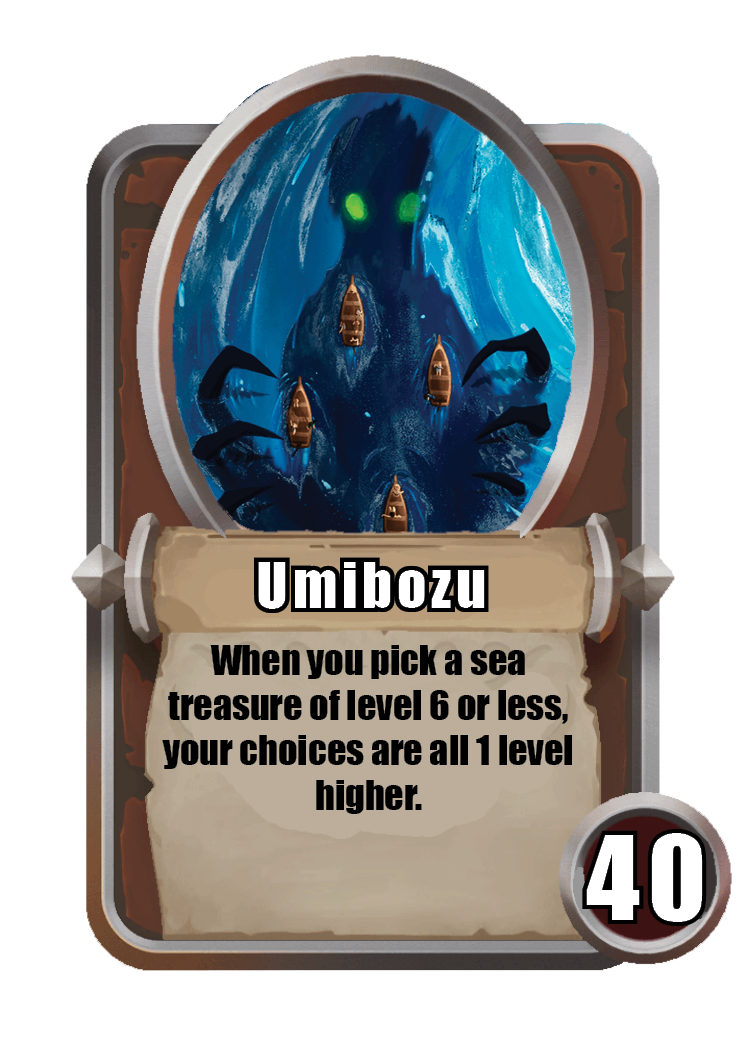 Umibozu
When you pick a sea
treasure of level 6 or less,
your choices are all 1 level
higher.
40